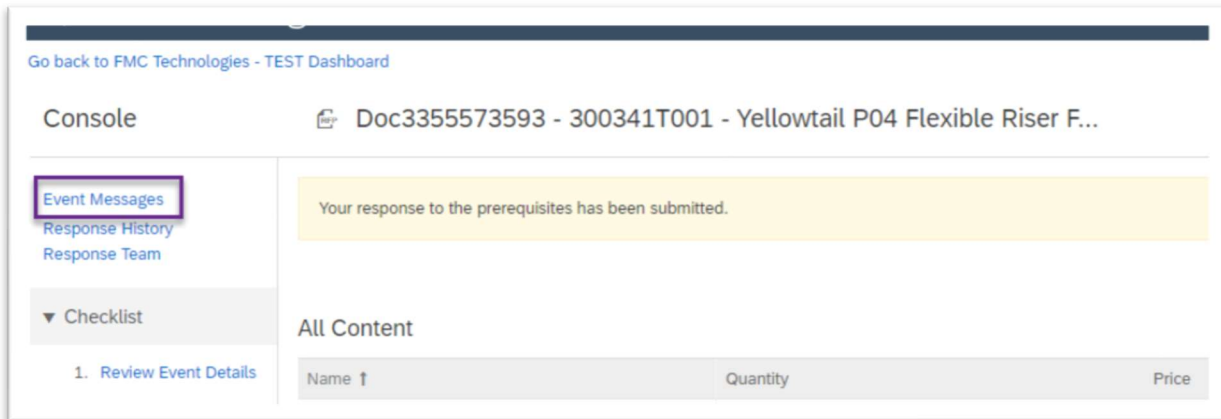 Go back to FMC Technologies - TEST Dashboard
Console
RFP
Doc3355573593 - 300341T001 - Yellowtail P04 Flexible Riser F...
Event Messages
Response History
Response Team
Your response to the prerequisites has been submitted.
▼ Checklist
1. Review Event Details
All Content
Name ↑ Quantity Price